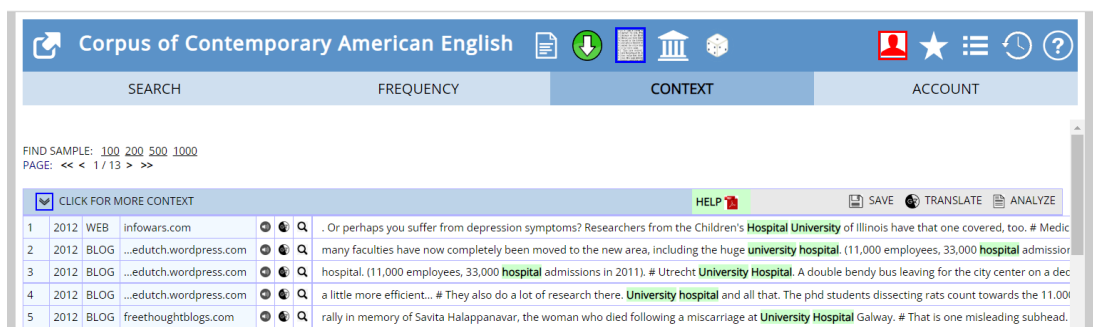 Corpus of Contemporary American English
SEARCH FREQUENCY CONTEXT ACCOUNT
FIND SAMPLE: 100 200 500 1000
PAGE: << < 1 / 13 > >>
CLICK FOR MORE CONTEXT HELP SAVE TRANSLATE ANALYZE
1 2012 WEB infowars.com . Or perhaps you suffer from depression symptoms? Researchers from the Children's Hospital University of Illinois have that one covered, too. # Medic
2 2012 BLOG ...edutch.wordpress.com many faculties have now completely been moved to the new area, including the huge university hospital. (11,000 employees, 33,000 hospital admission
3 2012 BLOG ...edutch.wordpress.com hospital. (11,000 employees, 33,000 hospital admissions in 2011). # Utrecht University Hospital. A double bendy bus leaving for the city center on a dec
4 2012 BLOG ...edutch.wordpress.com a little more efficient... # They also do a lot of research there. University hospital and all that. The phd students dissecting rats count towards the 11.00
5 2012 BLOG freethoughtblogs.com rally in memory of Savita Halappanavar, the woman who died following a miscarriage at University Hospital Galway. # That is one misleading subhead.